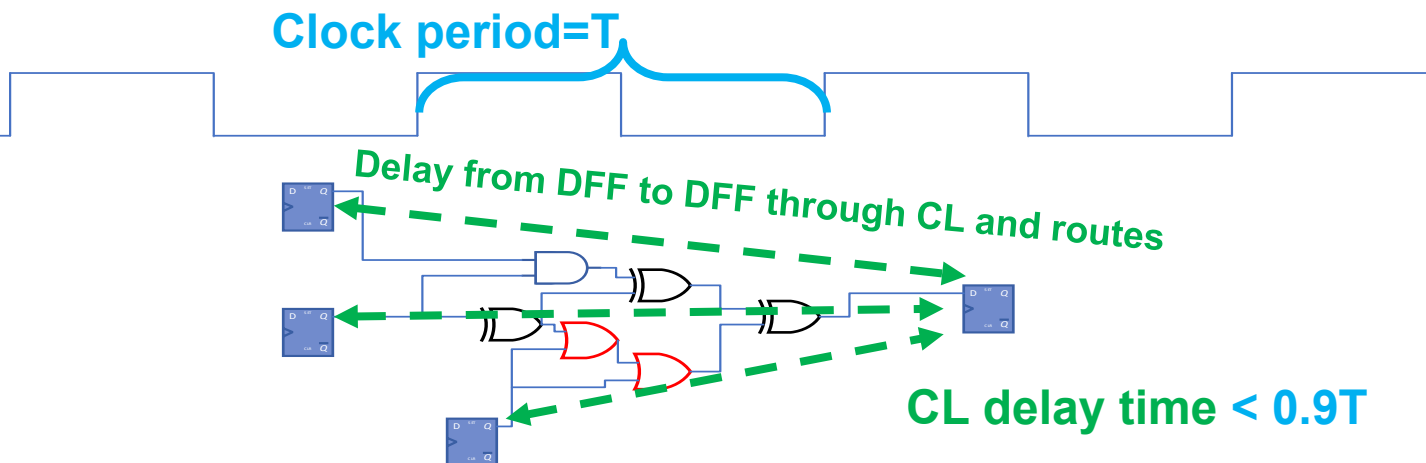 Clock period=T
Delay from DFF to DFF through CL and routes
D Q
Q
D Q
Q
D Q
Q
D Q
Q
CL delay time < 0.9T